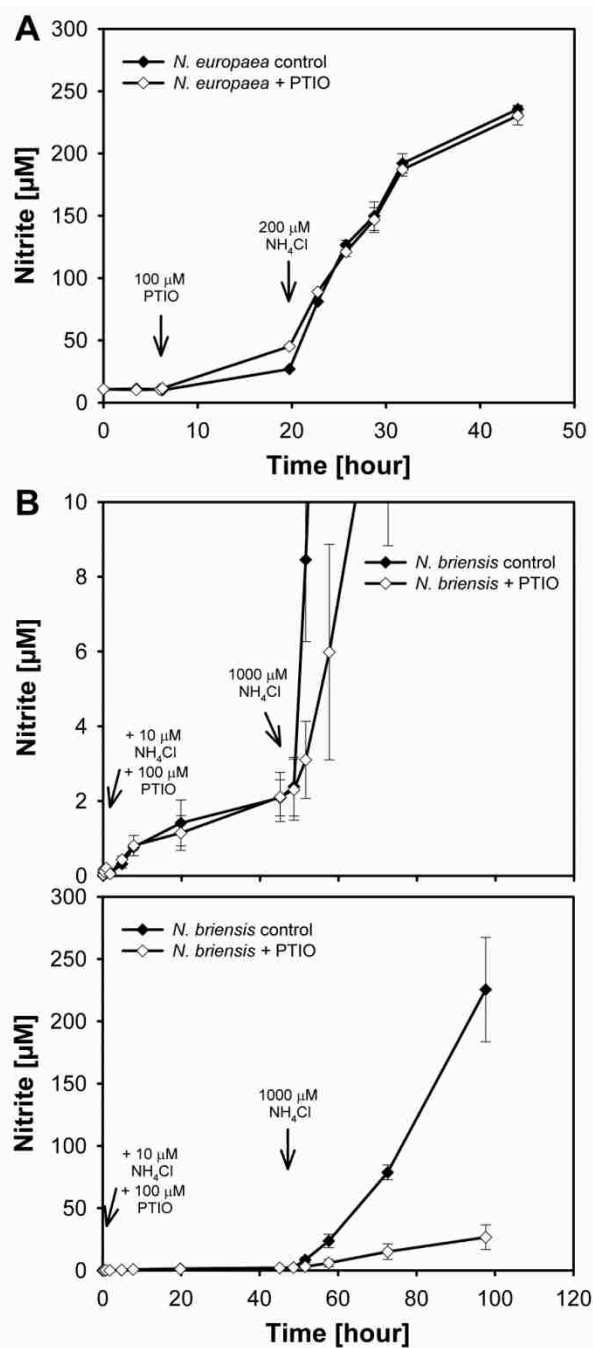 A
300
250
200
150
100
50
0
Nitrite [µM]
N. europaea control
N. europaea + PTIO
100 µM
PTIO
200 µM
NH₄Cl
0 10 20 30 40 50
Time [hour]
B
10
8
6
4
2
0
Nitrite [µM]
N. briensis control
N. briensis + PTIO
1000 µM
NH₄Cl
+ 10 µM
NH₄Cl
+ 100 µM
PTIO
300
250
200
150
100
50
0
Nitrite [µM]
N. briensis control
N. briensis + PTIO
1000 µM
NH₄Cl
+ 10 µM
NH₄Cl
+ 100 µM
PTIO
0 20 40 60 80 100 120
Time [hour]